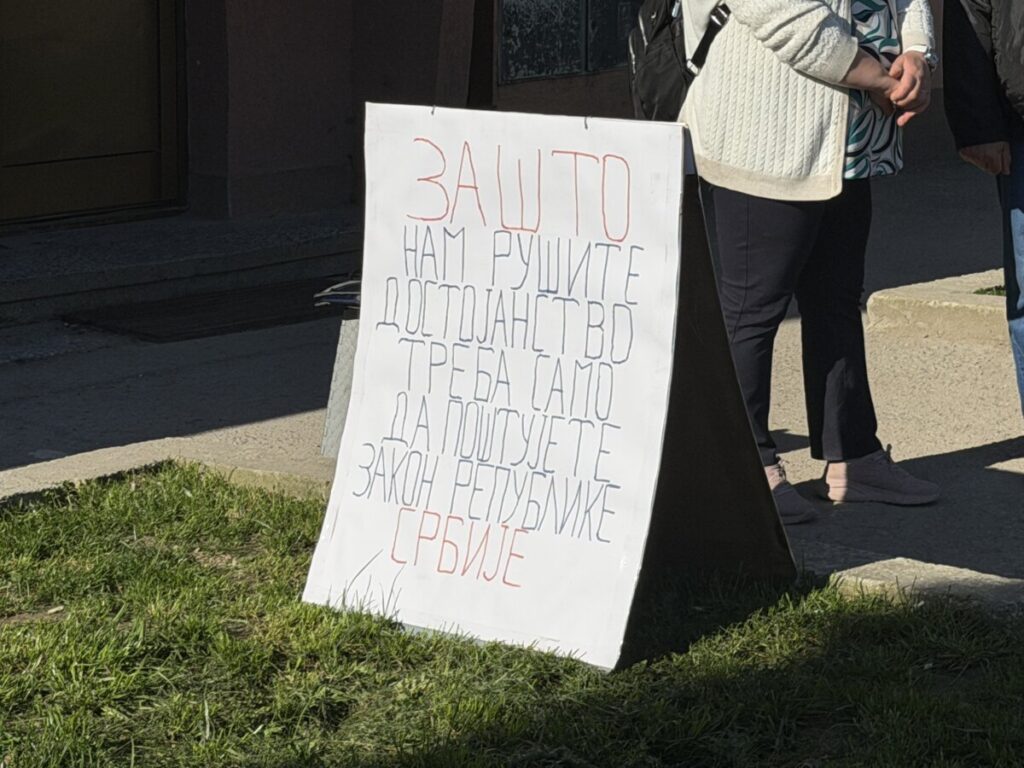 ЗАШТО
НАМ РУШИТЕ
ДОСТОЈАНСТВО
ТРЕБА САМО
ДА ПОШТУЈЕТЕ
ЗАКОН РЕПУБЛИКЕ
СРБИЈЕ